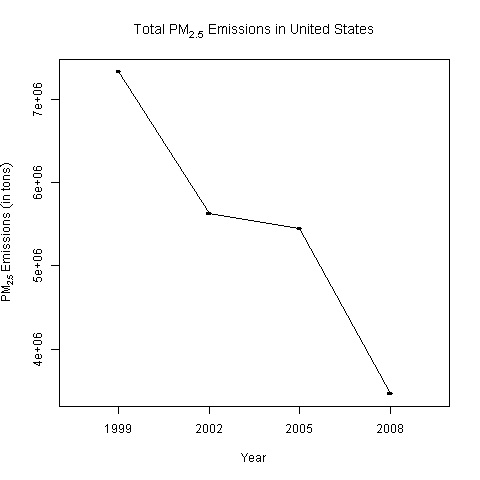 Total PM2.5 Emissions in United States
PM2.5 Emissions (in tons)
7e+06
6e+06
5e+06
4e+06
1999 2002 2005 2008
Year